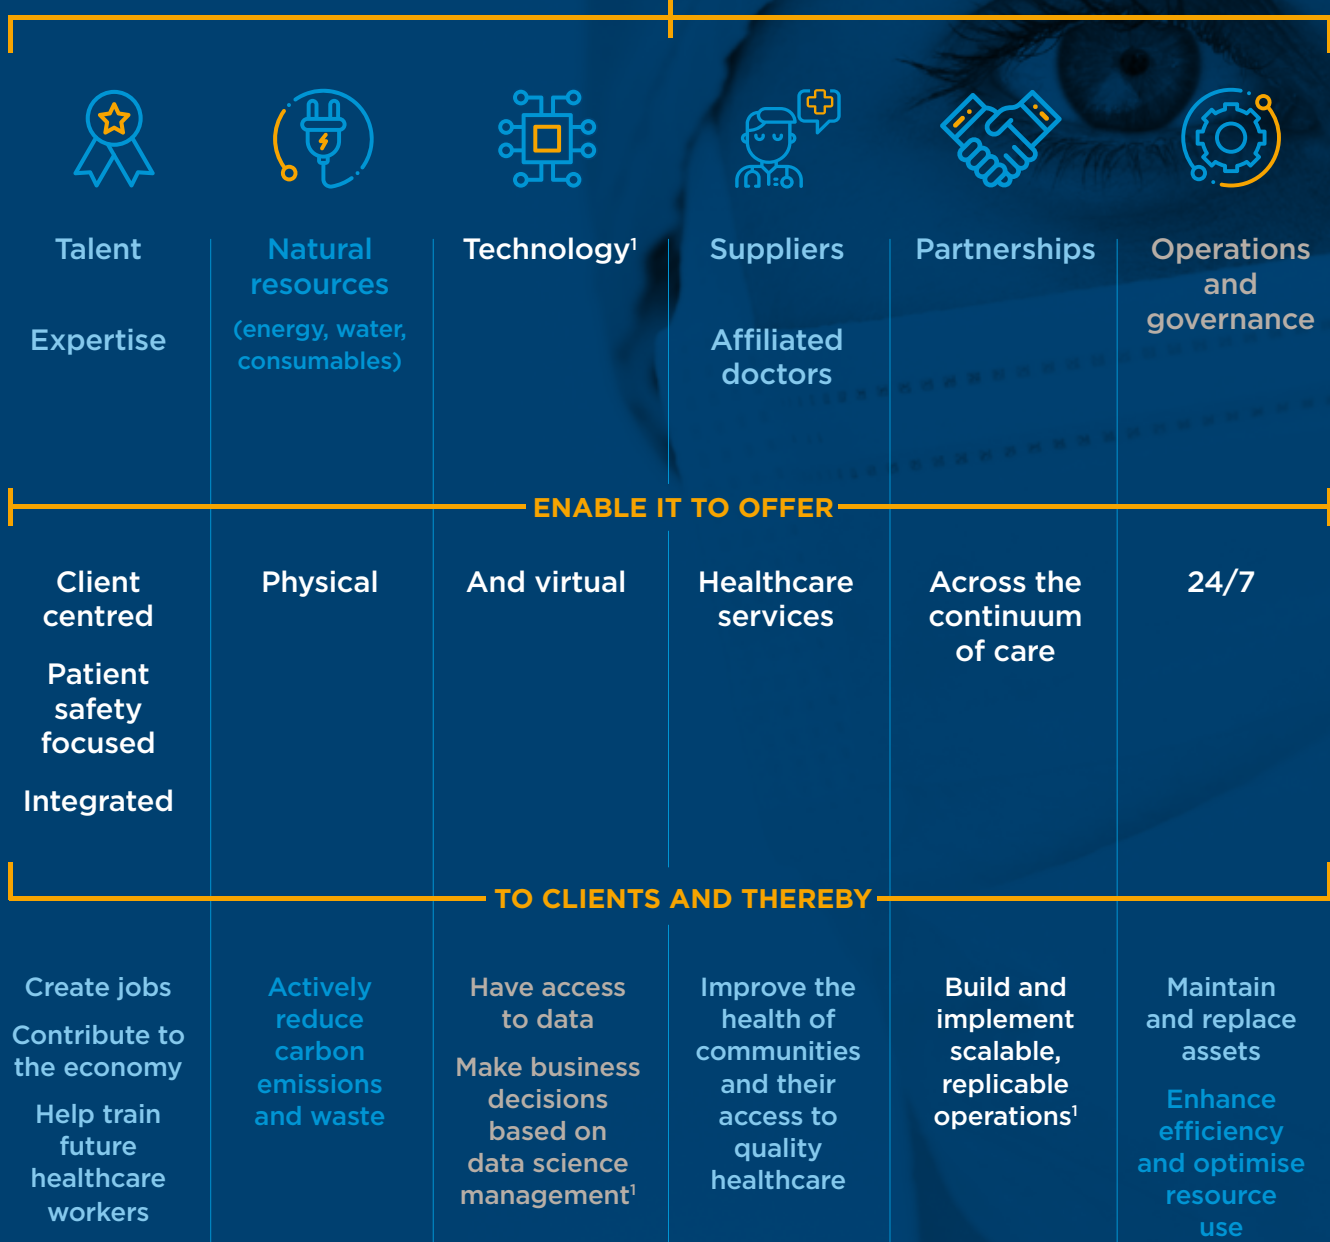 Talent
Expertise
Natural
resources
(energy, water,
consumables)
Technology¹
Suppliers
Affiliated
doctors
Partnerships
Operations
and
governance
ENABLE IT TO OFFER
Client
centred
Patient
safety
focused
Integrated
Physical
And virtual
Healthcare
services
Across the
continuum
of care
24/7
TO CLIENTS AND THEREBY
Create jobs
Contribute to
the economy
Help train
future
healthcare
workers
Actively
reduce
carbon
emissions
and waste
Have access
to data
Make business
decisions
based on
data science
management¹
Improve the
health of
communities
and their
access to
quality
healthcare
Build and
implement
scalable,
replicable
operations¹
Maintain
and replace
assets
Enhance
efficiency
and optimise
resource
use